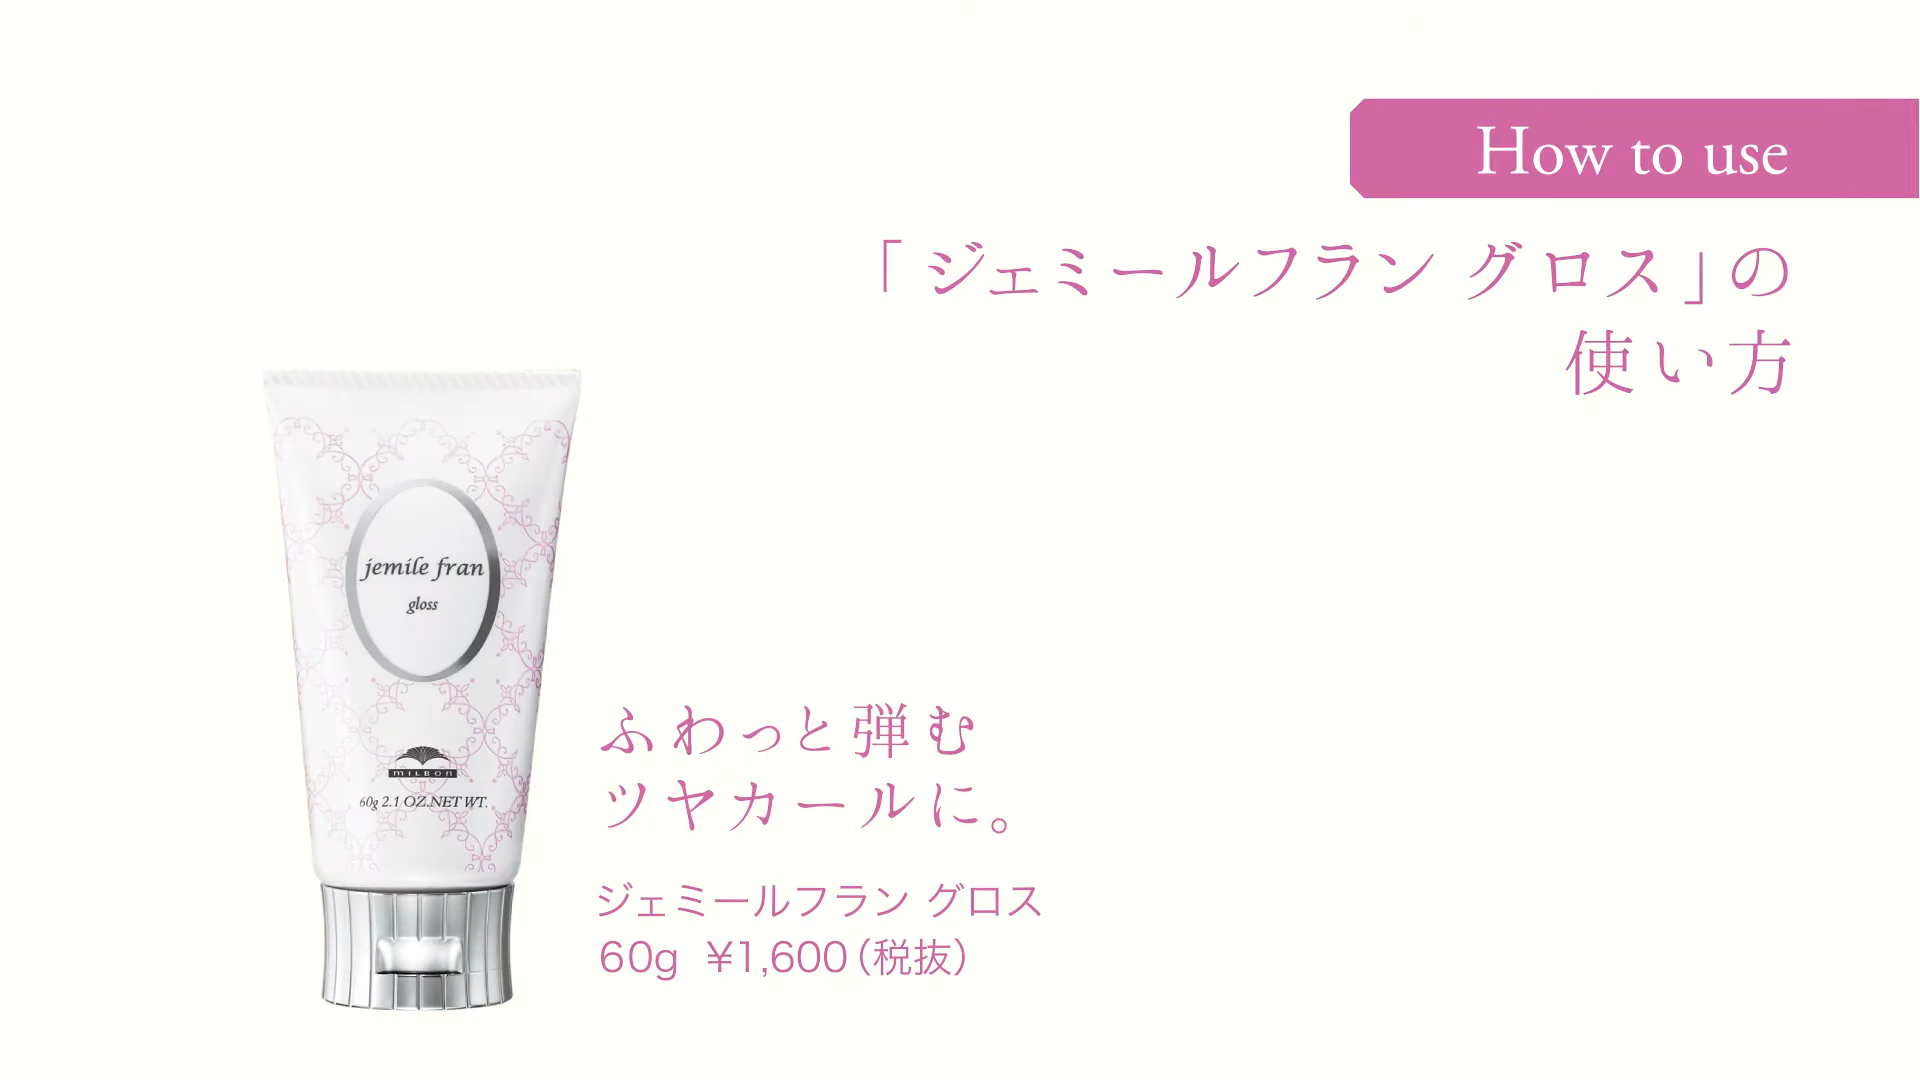 How to use
「ジェミールフラン グロス」の
使い方
jemile fran
gloss
MILBON
60g 2.1 OZ.NET WT.
ふわっと弾む
ツヤカールに。
ジェミールフラン グロス
60g ¥1,600(税抜)